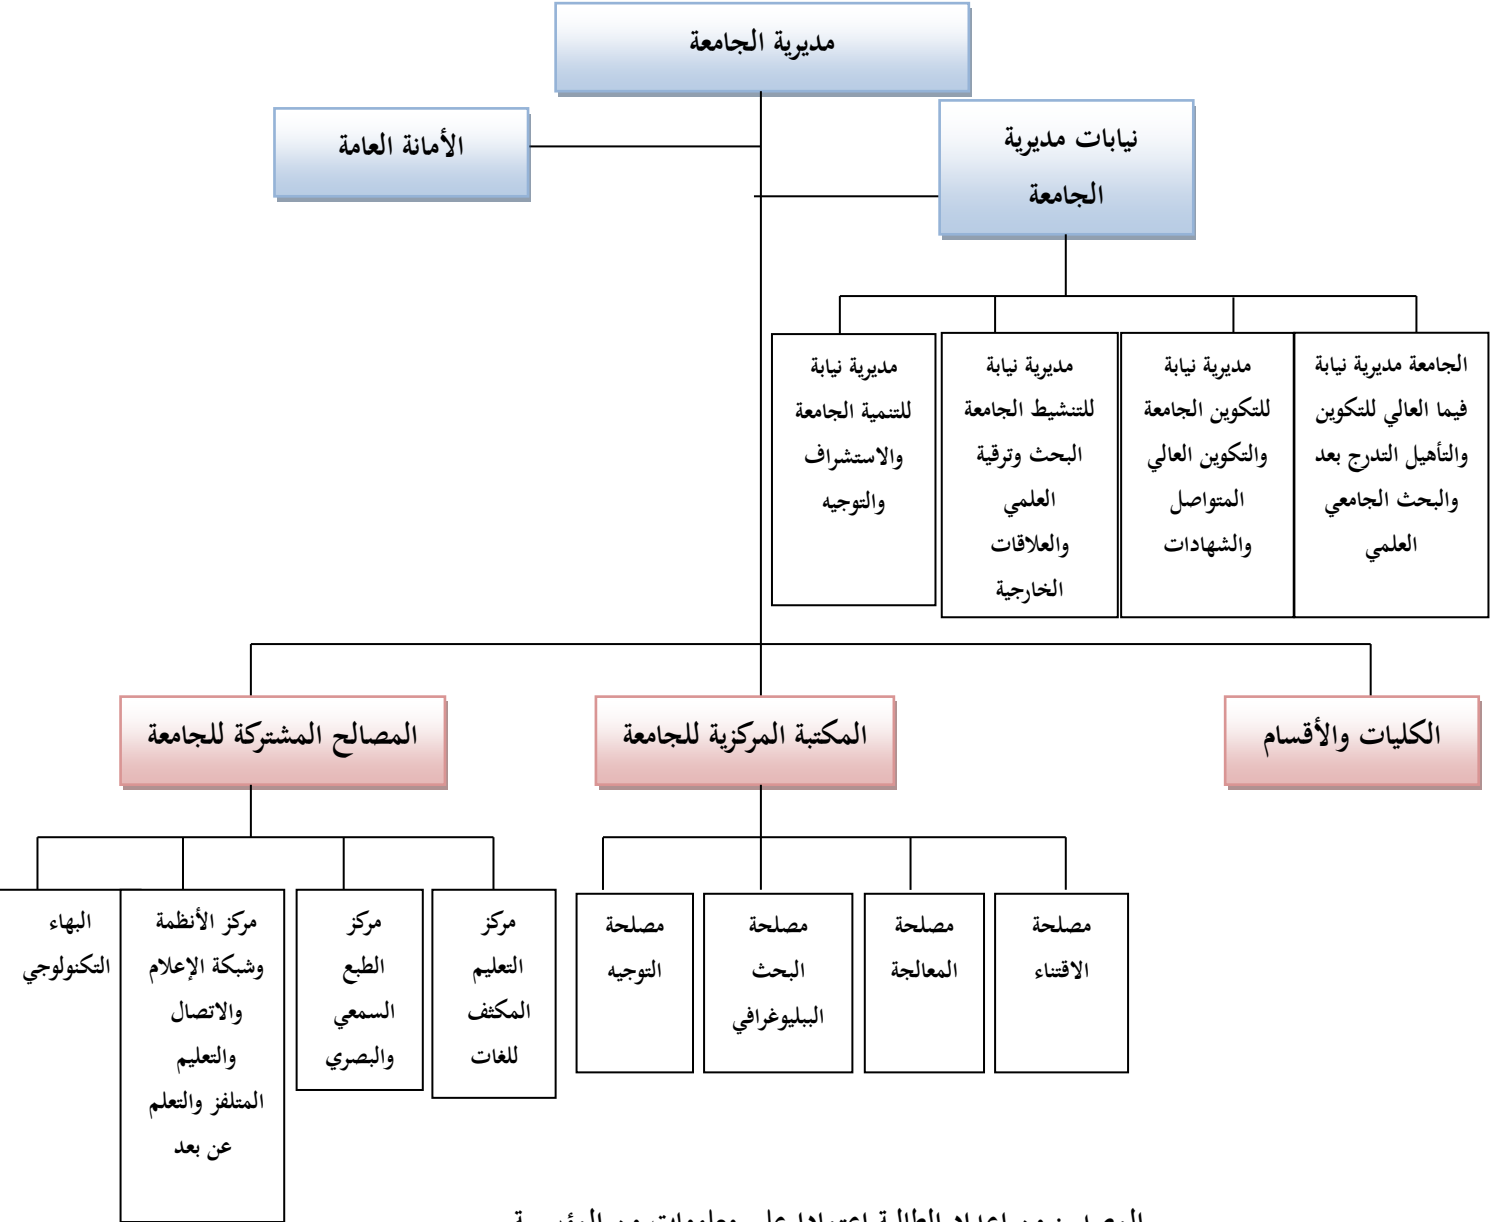 مديرية الجامعة
نيابات مديرية
الجامعة
الأمانة العامة
الجامعة مديرية نيابة
فيما العالي للتكوين
والتأهيل التدرج بعد
والبحث الجامعي
العلمي
مديرية نيابة
للتكوين الجامعة
والتكوين العالي
المتواصل
والشهادات
مديرية نيابة
للتنشيط الجامعة
البحث وترقية
العلمي
والعلاقات
الخارجية
مديرية نيابة
للتنمية الجامعة
والاستشراف
والتوجيه
الكليات والأقسام
المكتبة المركزية للجامعة
المصالح المشتركة للجامعة
مصلحة
الاقتناء
مصلحة
المعالجة
مصلحة
البحث
الببليوغرافي
مصلحة
التوجيه
مركز
التعليم
المكثف
للغات
مركز
الطبع
السمعي
والبصري
مركز الأنظمة
وشبكة الإعلام
والاتصال
والتعليم
المتلفز والتعلم
عن بعد
البهاء
التكنولوجي